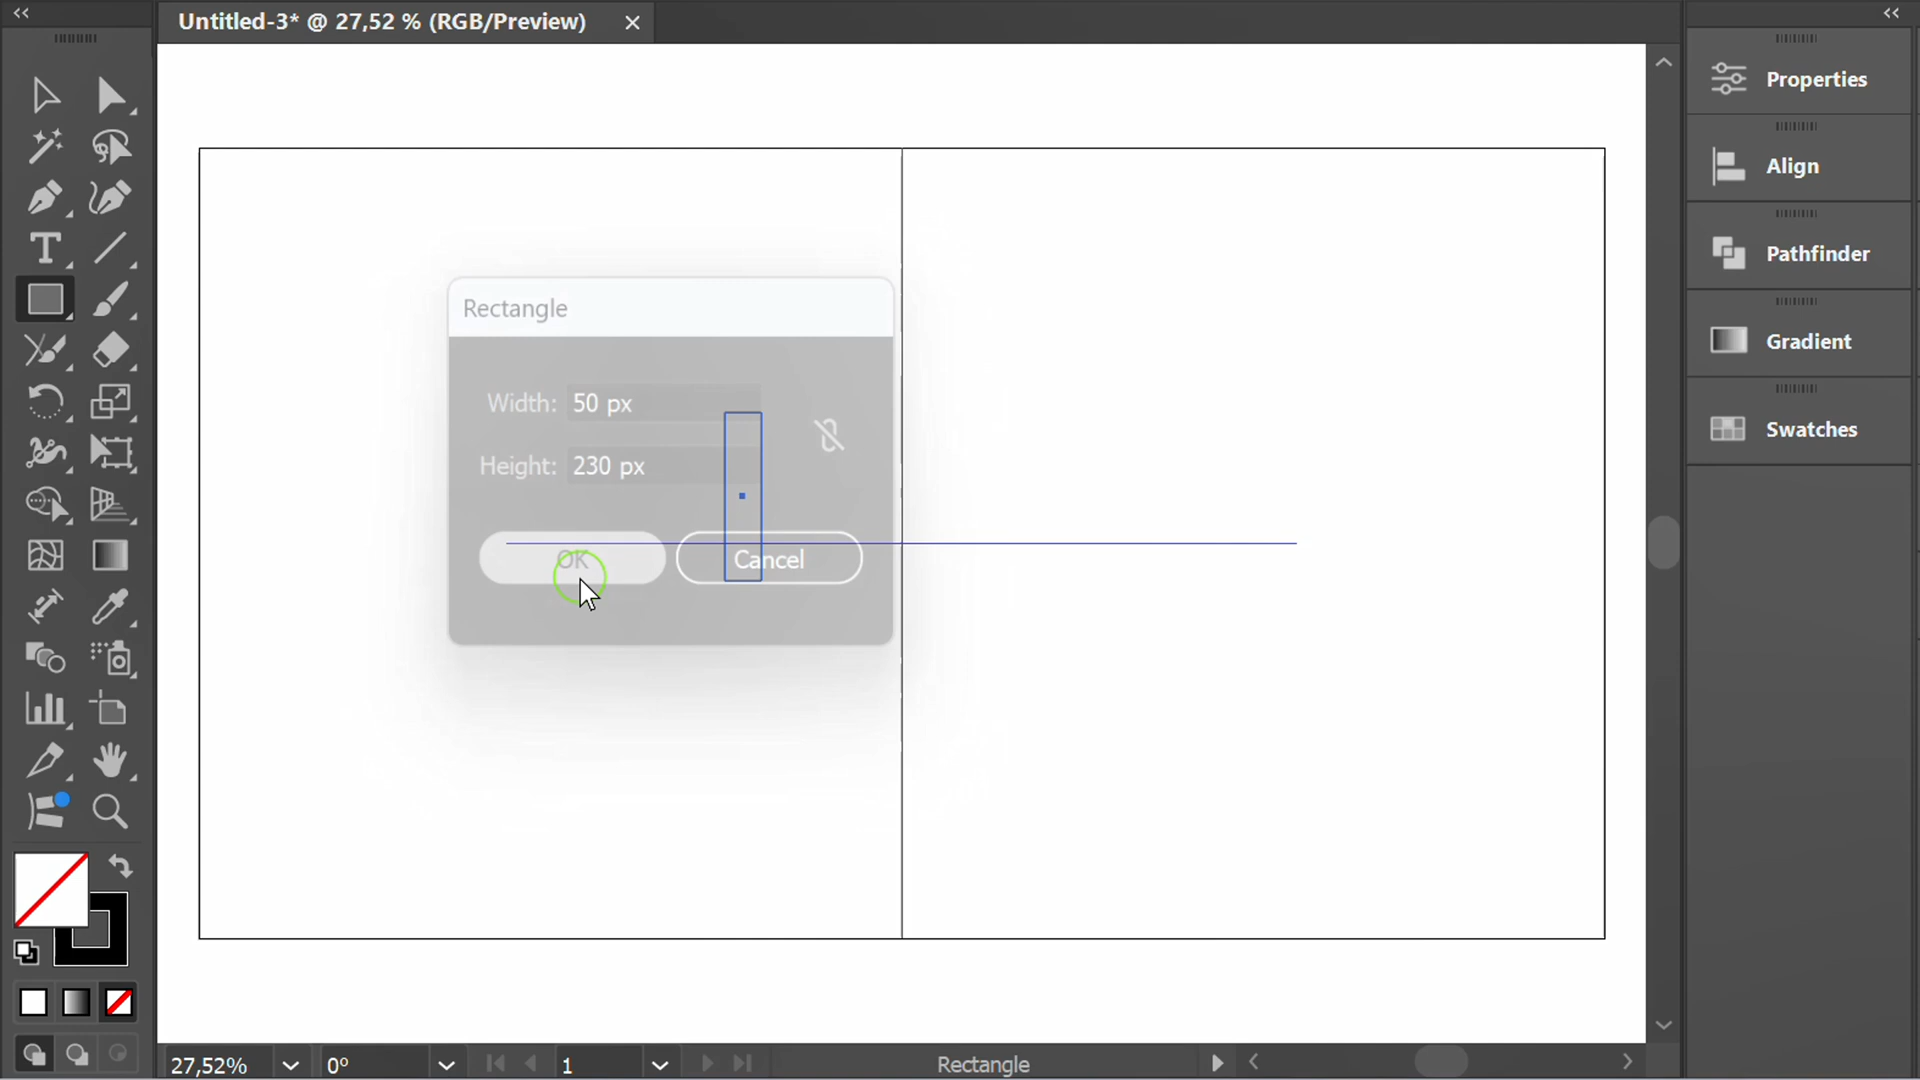 Untitled-3* @ 27,52 % (RGB/Preview)
Properties
Align
Pathfinder
Gradient
Swatches
Rectangle
Width: 50 px
Height: 230 px
OK
Cancel
27,52%
0°
1
Rectangle